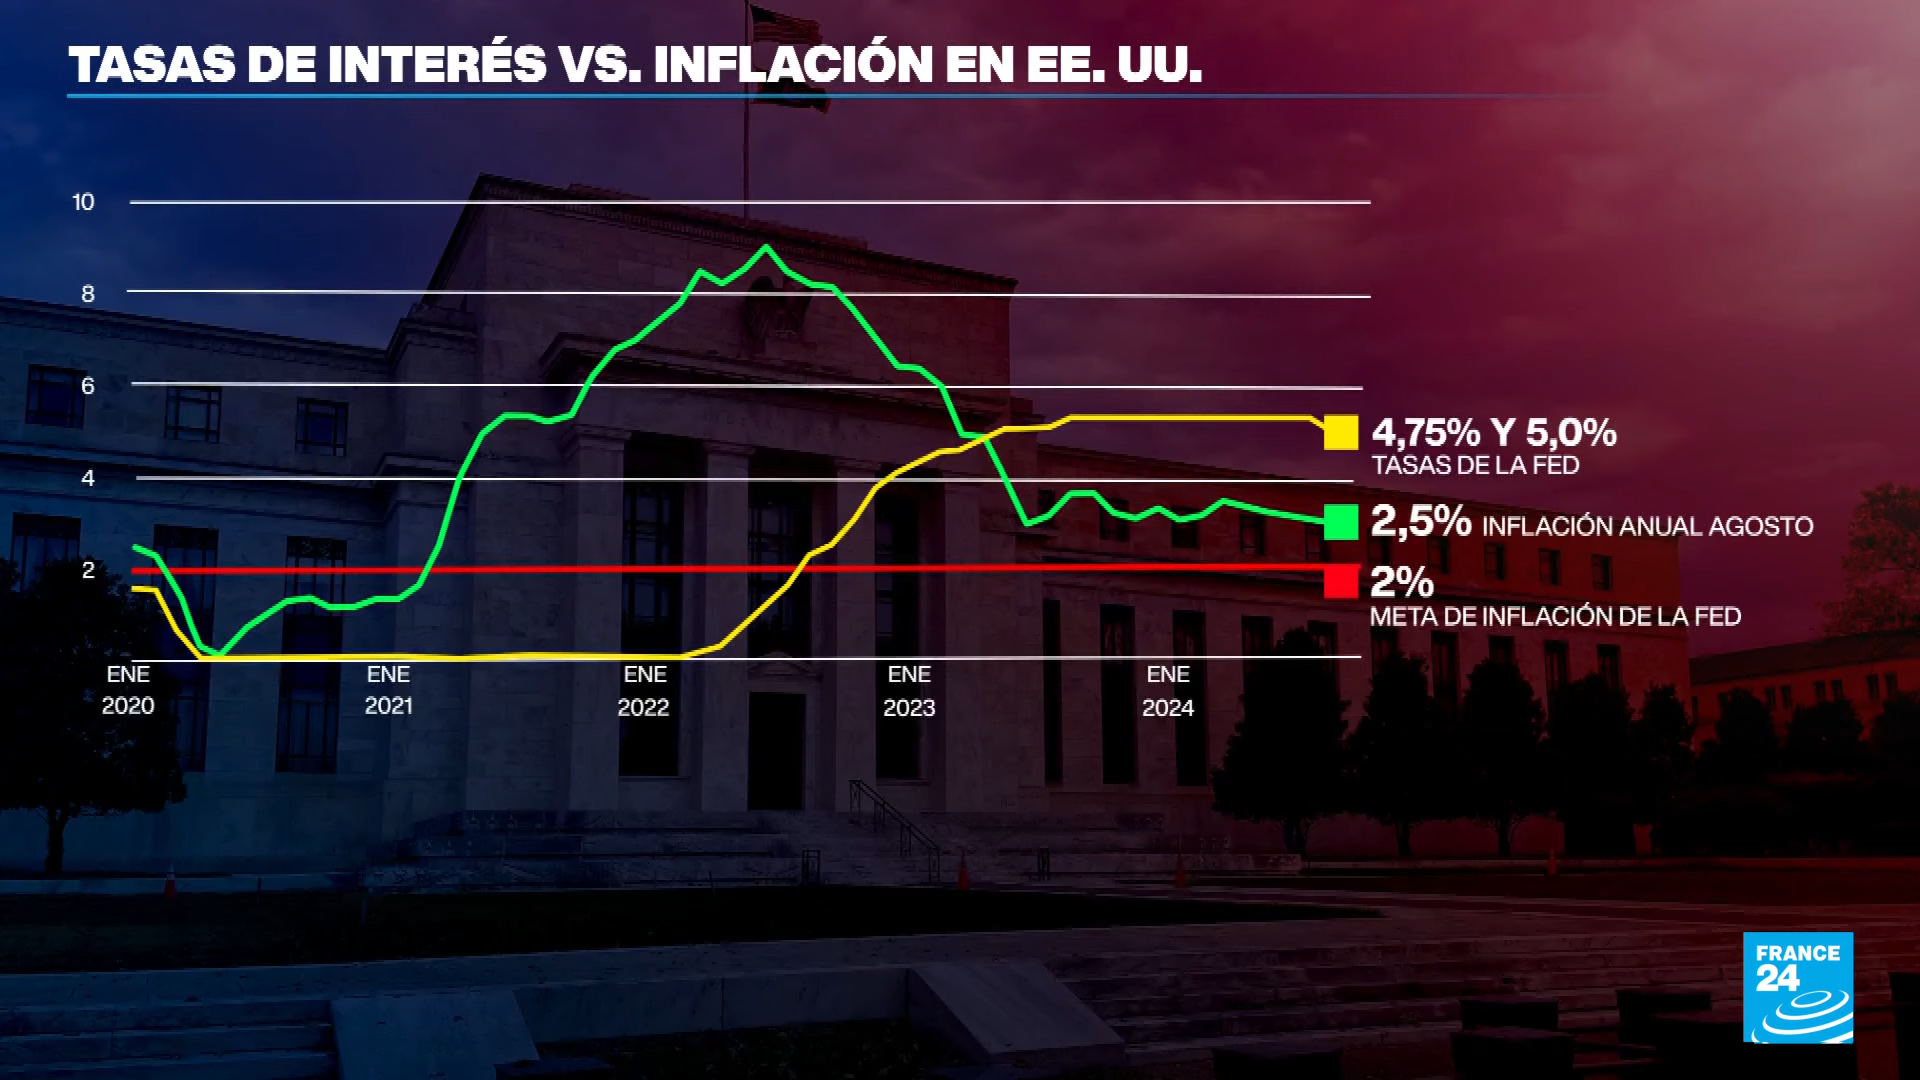 TASAS DE INTERÉS VS. INFLACIÓN EN EE. UU.
10
8
6
4
2
4,75% Y 5,0%
TASAS DE LA FED
2,5% INFLACIÓN ANUAL AGOSTO
2%
META DE INFLACIÓN DE LA FED
ENE ENE ENE ENE ENE
2020 2021 2022 2023 2024
FRANCE
24